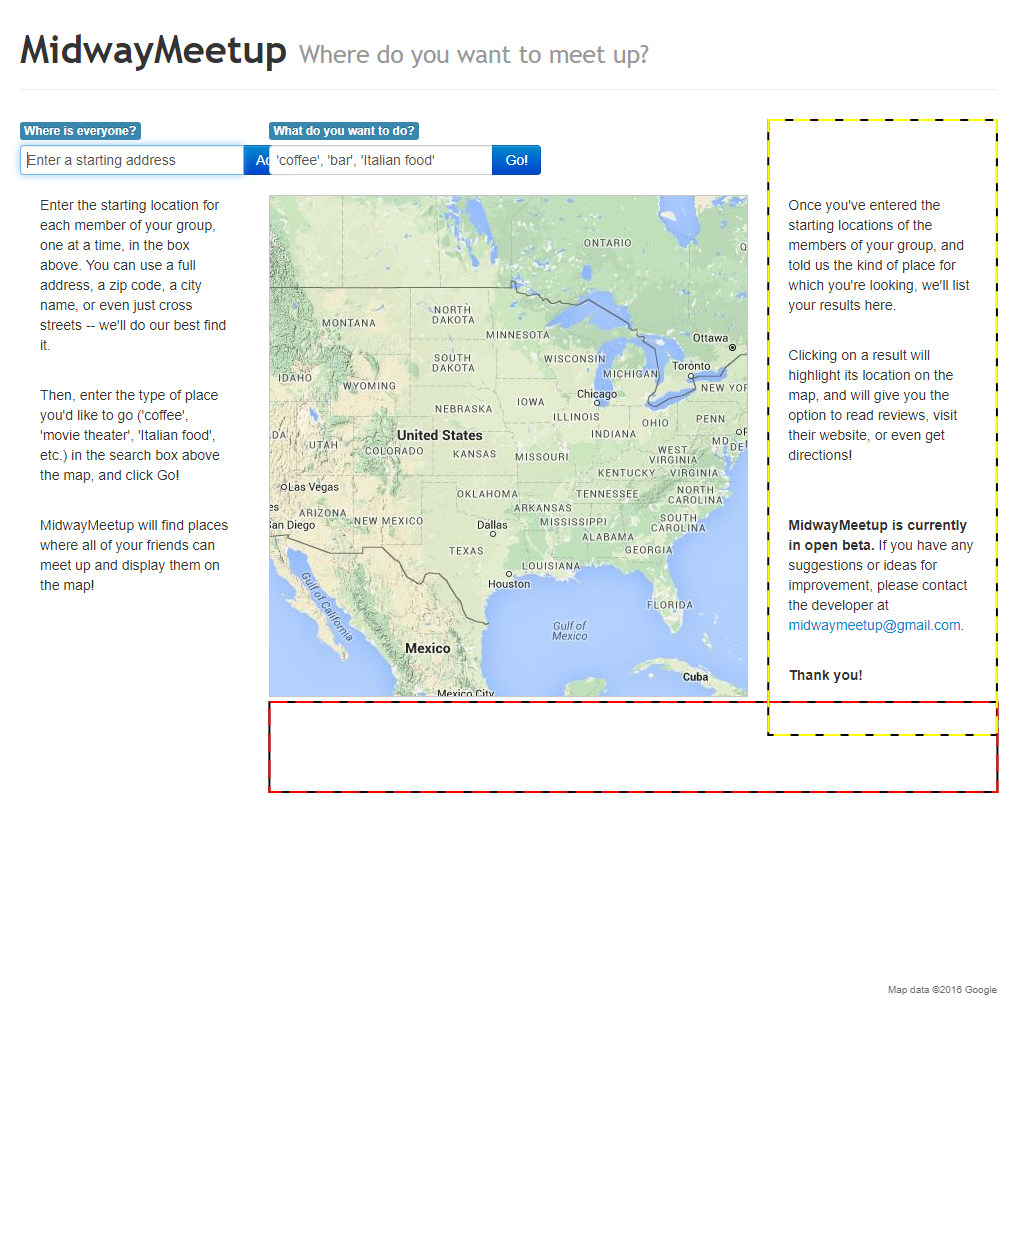 MidwayMeetup Where do you want to meet up?
Where is everyone?
Enter a starting address
What do you want to do?
'coffee', 'bar', 'Italian food'
Go!
Enter the starting location for
each member of your group,
one at a time, in the box
above. You can use a full
address, a zip code, a city
name, or even just cross
streets -- we'll do our best find
it.
Then, enter the type of place
you'd like to go ('coffee',
'movie theater', 'Italian food',
etc.) in the search box above
the map, and click Go!
MidwayMeetup will find places
where all of your friends can
meet up and display them on
the map!
ONTARIO
MONTANA
NORTH
DAKOTA
MINNESOTA
Ottawa
SOUTH
DAKOTA
WISCONSIN
MICHIGAN
Toronto
IDAHO
WYOMING
Chicago
NEW YOR
NEBRASKA
IOWA
ILLINOIS
OHIO
PENN
United States
INDIANA
UTAH
COLORADO
KANSAS
MISSOURI
WEST
VIRGINIA
MD
DE
KENTUCKY
VIRGINIA
Las Vegas
OKLAHOMA
TENNESSEE
NORTH
CAROLINA
ARIZONA
NEW MEXICO
ARKANSAS
MISSISSIPPI
SOUTH
CAROLINA
an Diego
Dallas
ALABAMA
TEXAS
GEORGIA
LOUISIANA
Houston
Gulf of California
FLORIDA
Gulf of
Mexico
Mexico
Cuba
Mexico City
Once you've entered the
starting locations of the
members of your group, and
told us the kind of place for
which you're looking, we'll list
your results here.
Clicking on a result will
highlight its location on the
map, and will give you the
option to read reviews, visit
their website, or even get
directions!
MidwayMeetup is currently
in open beta. If you have any
suggestions or ideas for
improvement, please contact
the developer at
midwaymeetup@gmail.com.
Thank you!
Map data ©2016 Google